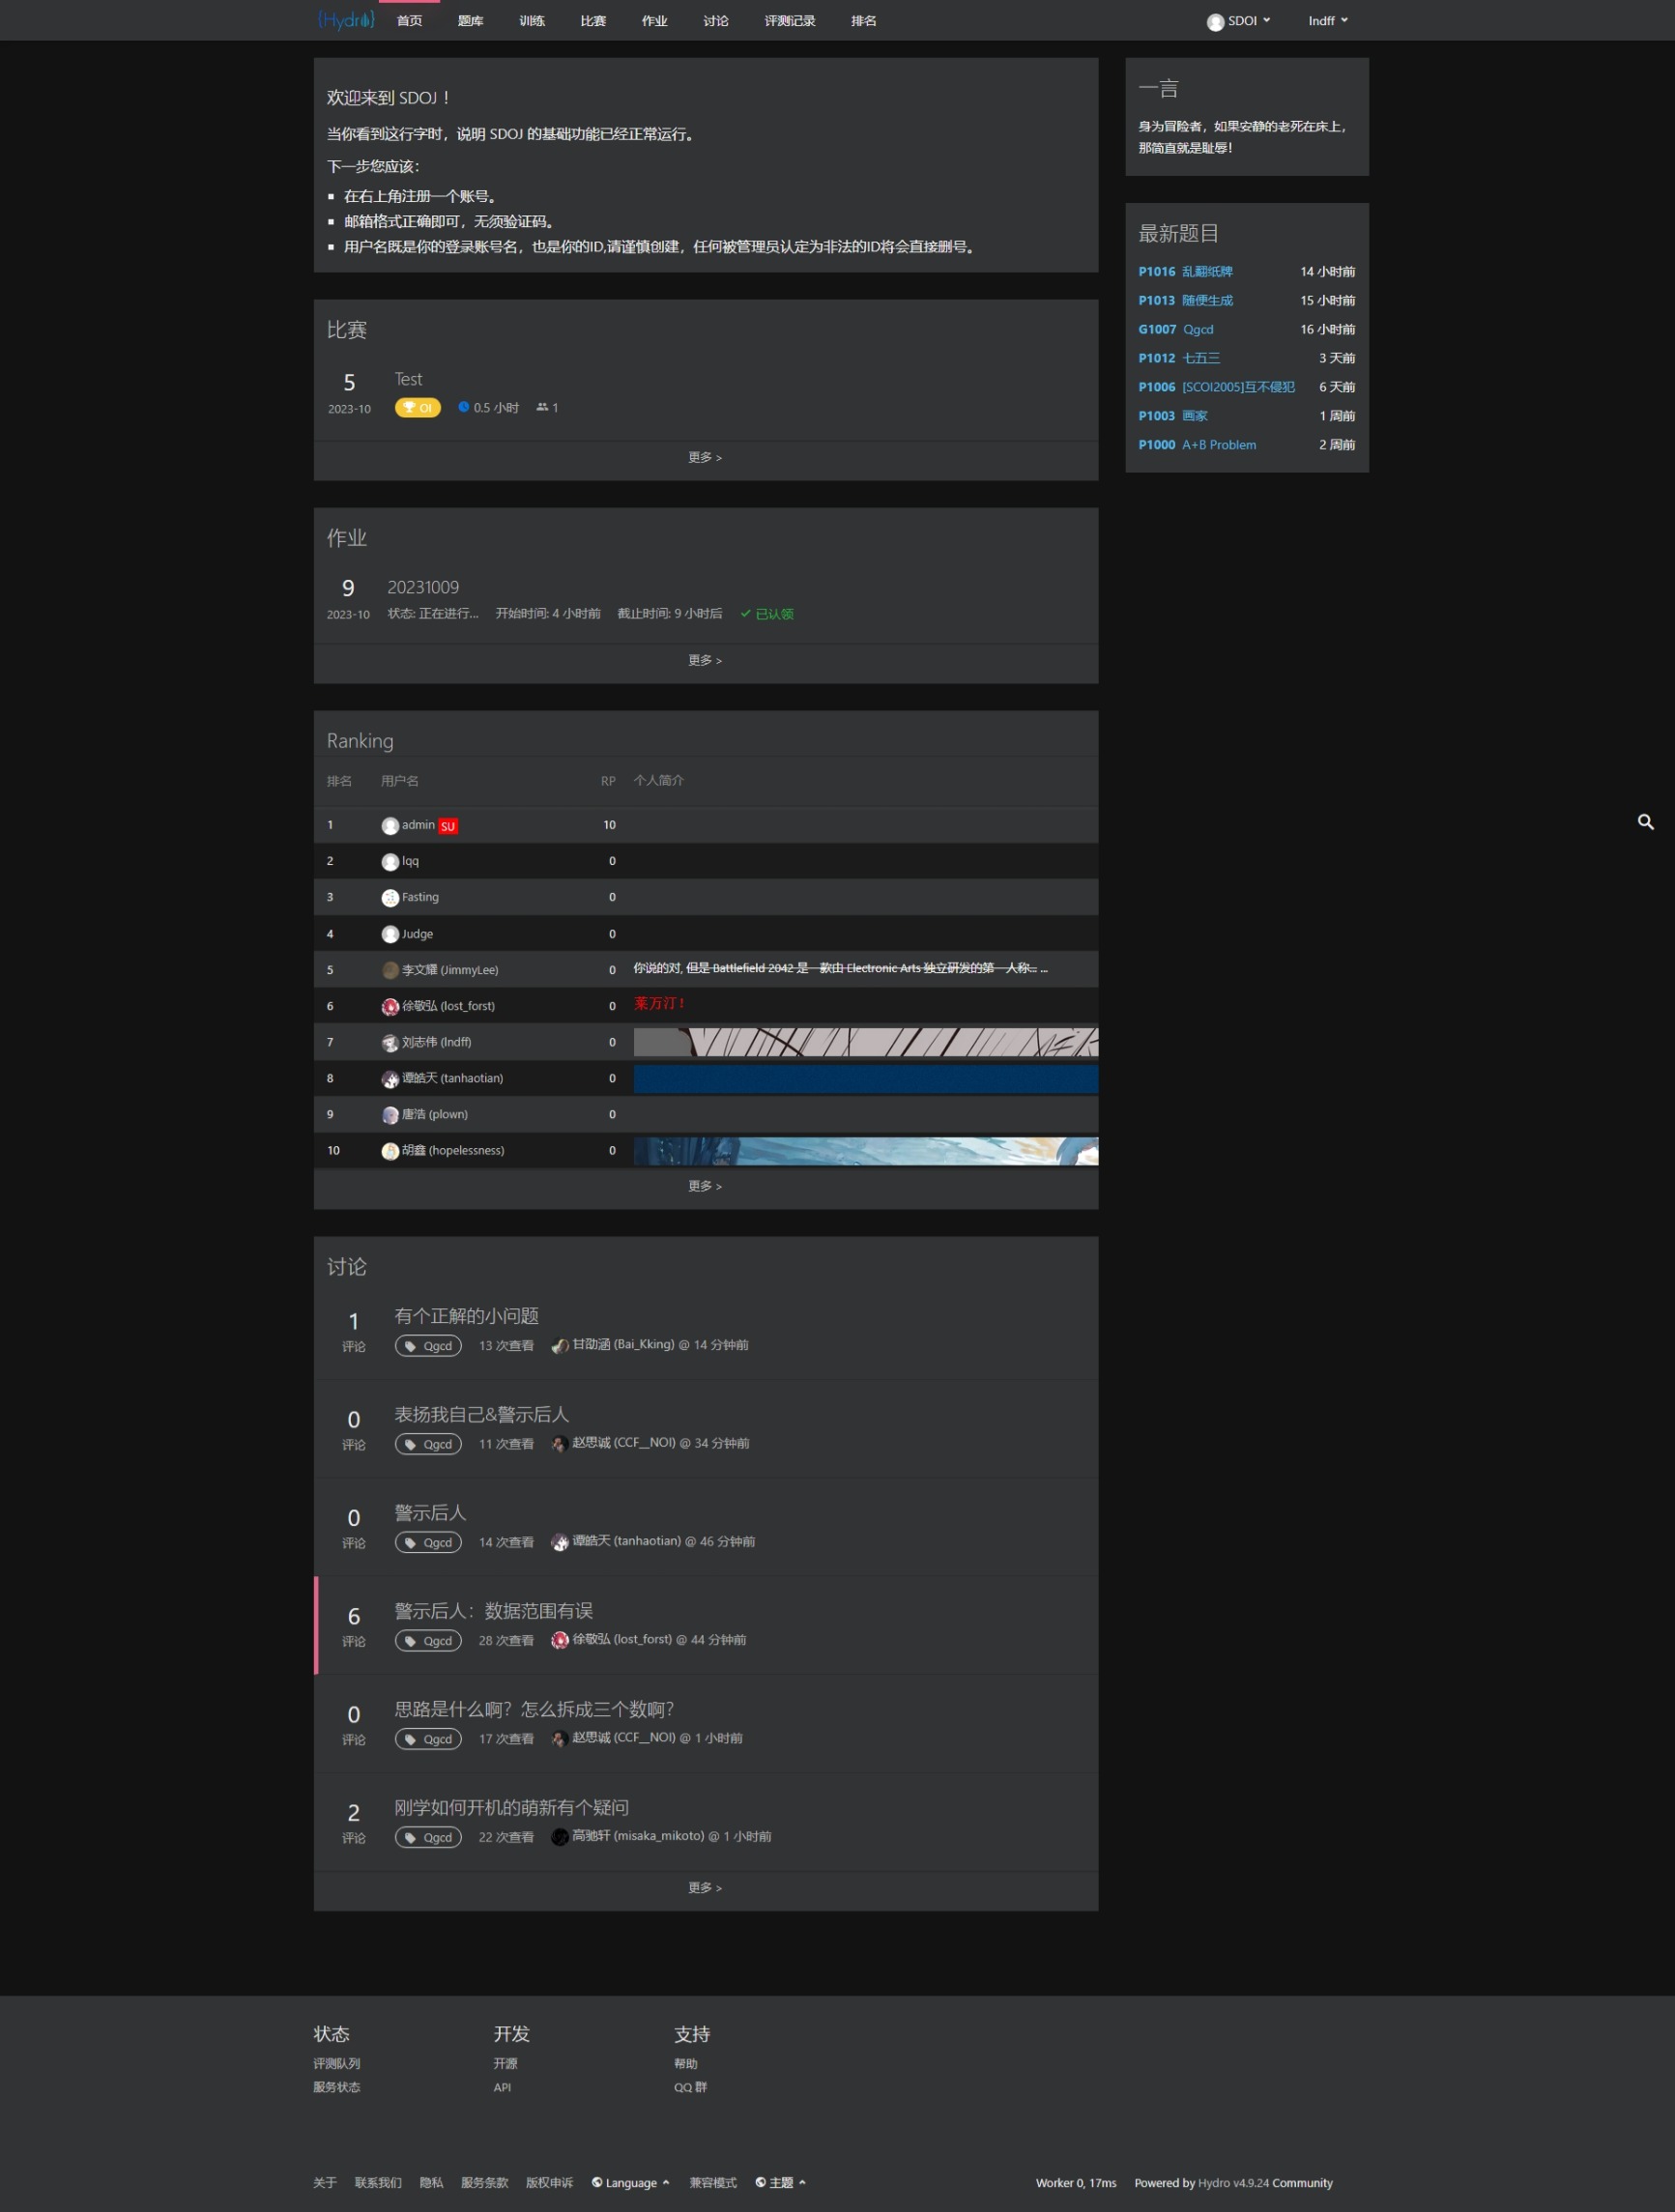 {Hydro} 首页 题库 训练 比赛 作业 讨论 评测记录 排名 SDOI lndff
欢迎来到 SDOJ！
当你看到这行字时，说明 SDOJ 的基础功能已经正常运行。
下一步您应该：
在右上角注册一个账号。
邮箱格式正确即可，无须验证码。
用户名既是你的登录账号名，也是你的ID,请谨慎创建，任何被管理员认定为非法的ID将会直接删号。
比赛
5 Test
2023-10 OI 0.5 小时 1
更多 >
作业
9 20231009
2023-10 状态: 正在进行... 开始时间: 4 小时前 截止时间: 9 小时后 已认领
更多 >
Ranking
排名 用户名 RP 个人简介
1 admin SU 10
2 lqq 0
3 Fasting 0
4 Judge 0
5 李文耀 (JimmyLee) 0 你说的对, 但是 Battlefield 2042 是一款由 Electronic Arts 独立研发的第一人称... ...
6 徐敬弘 (lost_forst) 0 莱万汀！
7 刘志伟 (lndff) 0
8 谭皓天 (tanhaotian) 0
9 唐浩 (plown) 0
10 胡鑫 (hopelessness) 0
更多 >
讨论
1 有个正解的小问题
评论 Qgcd 13 次查看 甘劭涵 (Bai_Kking) @ 14 分钟前
0 表扬我自己&警示后人
评论 Qgcd 11 次查看 赵思诚 (CCF__NOI) @ 34 分钟前
0 警示后人
评论 Qgcd 14 次查看 谭皓天 (tanhaotian) @ 46 分钟前
6 警示后人：数据范围有误
评论 Qgcd 28 次查看 徐敬弘 (lost_forst) @ 44 分钟前
0 思路是什么啊？怎么拆成三个数啊？
评论 Qgcd 17 次查看 赵思诚 (CCF__NOI) @ 1 小时前
2 刚学如何开机的萌新有个疑问
评论 Qgcd 22 次查看 高驰轩 (misaka_mikoto) @ 1 小时前
更多 >
一言
身为冒险者，如果安静的老死在床上，
那简直就是耻辱！
最新题目
P1016 乱翻纸牌 14 小时前
P1013 随便生成 15 小时前
G1007 Qgcd 16 小时前
P1012 七五三 3 天前
P1006 [SCOI2005]互不侵犯 6 天前
P1003 画家 1 周前
P1000 A+B Problem 2 周前
状态 开发 支持
评测队列 开源 帮助
服务状态 API QQ 群
关于 联系我们 隐私 服务条款 版权申诉 Language 兼容模式 主题 Worker 0, 17ms Powered by Hydro v4.9.24 Community